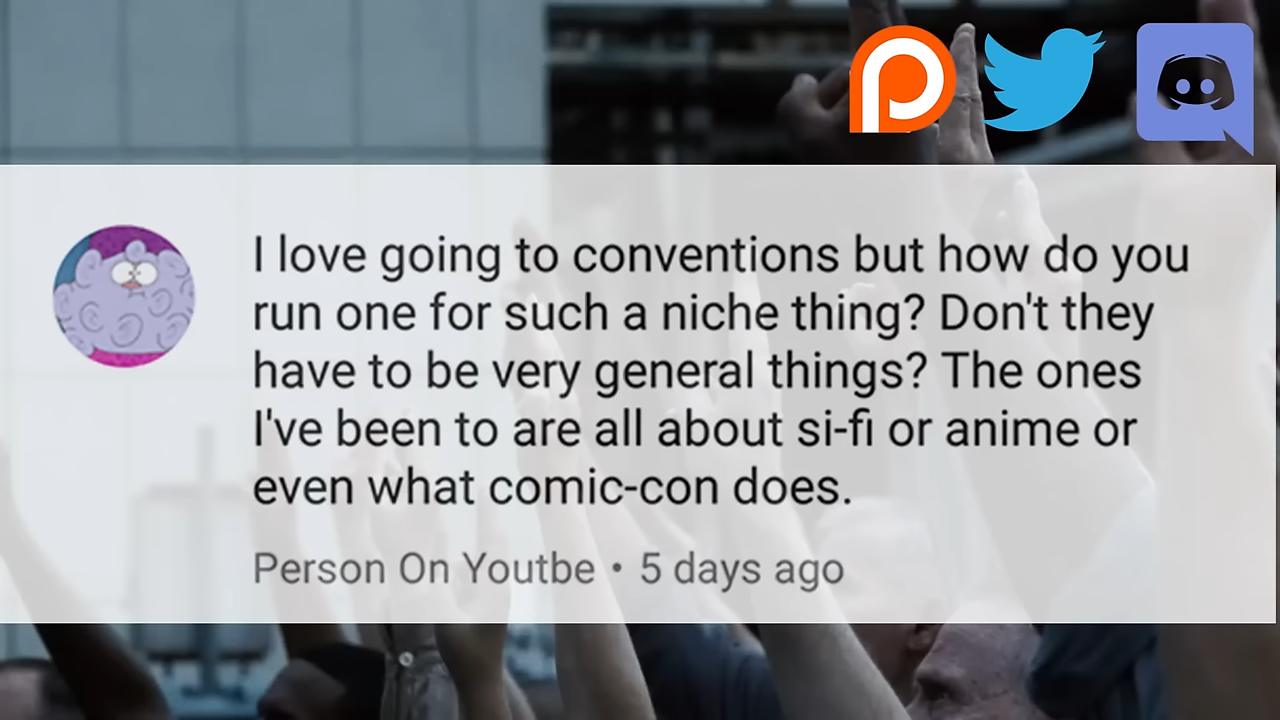 I love going to conventions but how do you
run one for such a niche thing? Don't they
have to be very general things? The ones
I've been to are all about si-fi or anime or
even what comic-con does.
Person On Youtbe • 5 days ago